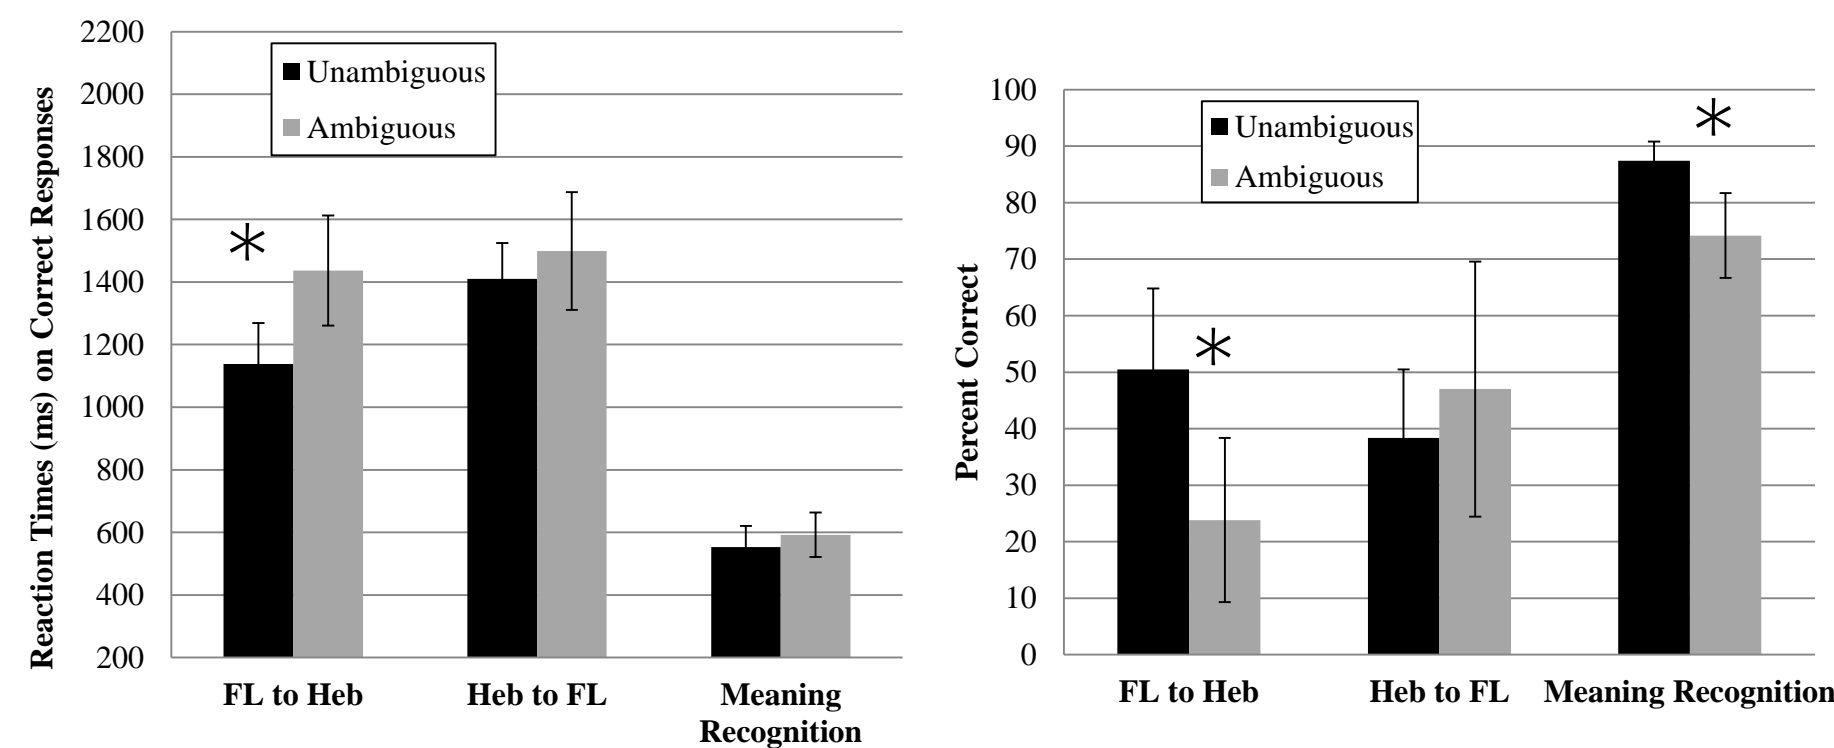 Reaction Times (ms) on Correct Responses
2200
2000
1800
1600
1400
1200
1000
800
600
400
200
Unambiguous
Ambiguous
*
FL to Heb
Heb to FL
Meaning
Recognition
Percent Correct
100
90
80
70
60
50
40
30
20
10
0
Unambiguous
Ambiguous
*
*
FL to Heb
Heb to FL
Meaning Recognition